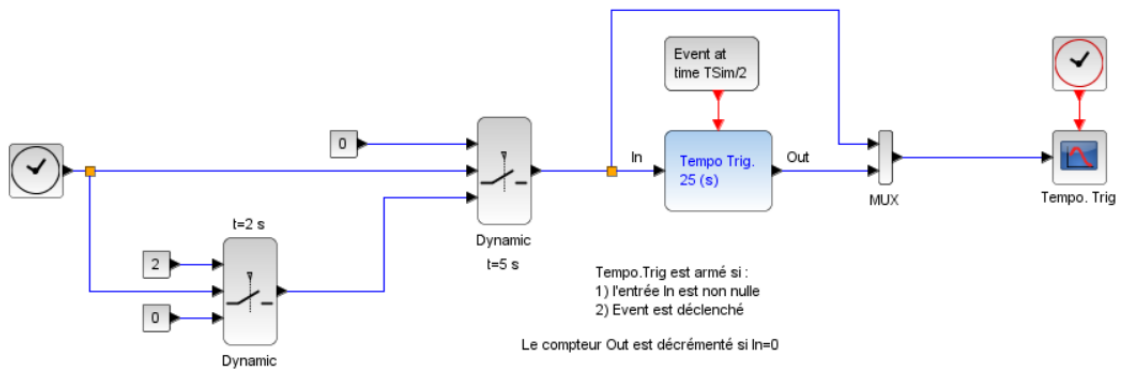 Event at
time TSim/2
0
In
Tempo Trig.
25 (s)
Out
MUX
Tempo. Trig
t=2 s
Dynamic
t=5 s
2
0
Dynamic
Tempo.Trig est armé si :
1) l'entrée In est non nulle
2) Event est déclenché
Le compteur Out est décrémenté si In=0